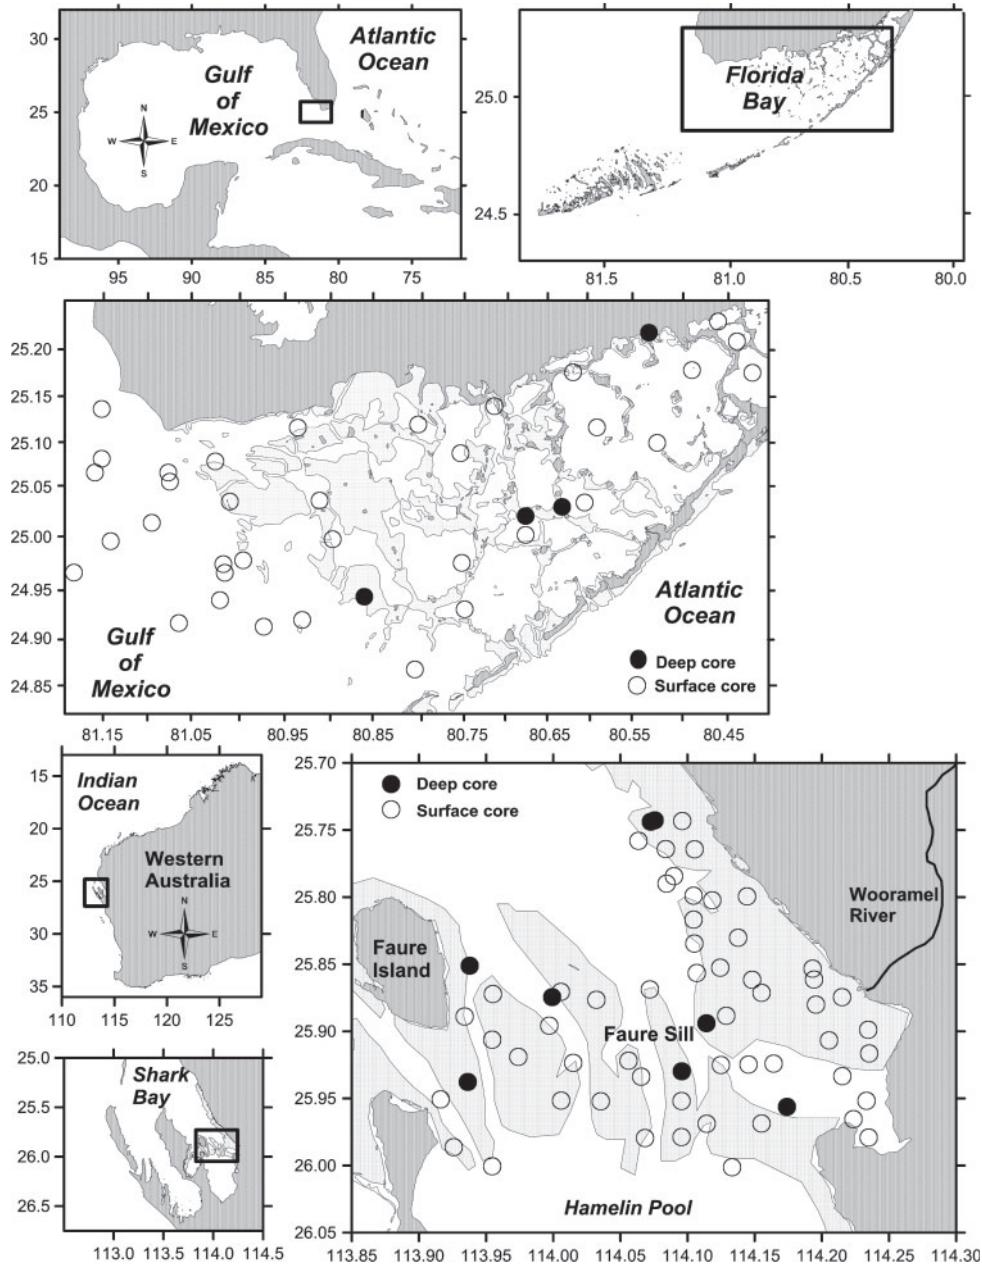 30
25
20
15
95
90
85
80
75
Atlantic
Ocean
Gulf
of
Mexico
N
W
E
S
25.0
24.5
81.5
81.0
80.5
80.0
Florida
Bay
25.20
25.15
25.10
25.05
25.00
24.95
24.90
24.85
81.15
81.05
80.95
80.85
80.75
80.65
80.55
80.45
Gulf
of
Mexico
Atlantic
Ocean
Deep core
Surface core
15
20
25
30
35
110
115
120
125
Indian
Ocean
Western
Australia
N
W
E
S
25.0
25.5
26.0
26.5
113.0
113.5
114.0
114.5
Shark
Bay
25.70
25.75
25.80
25.85
25.90
25.95
26.00
26.05
113.85
113.90
113.95
114.00
114.05
114.10
114.15
114.20
114.25
114.30
Deep core
Surface core
Wooramel
River
Faure
Island
Faure Sill
Hamelin Pool